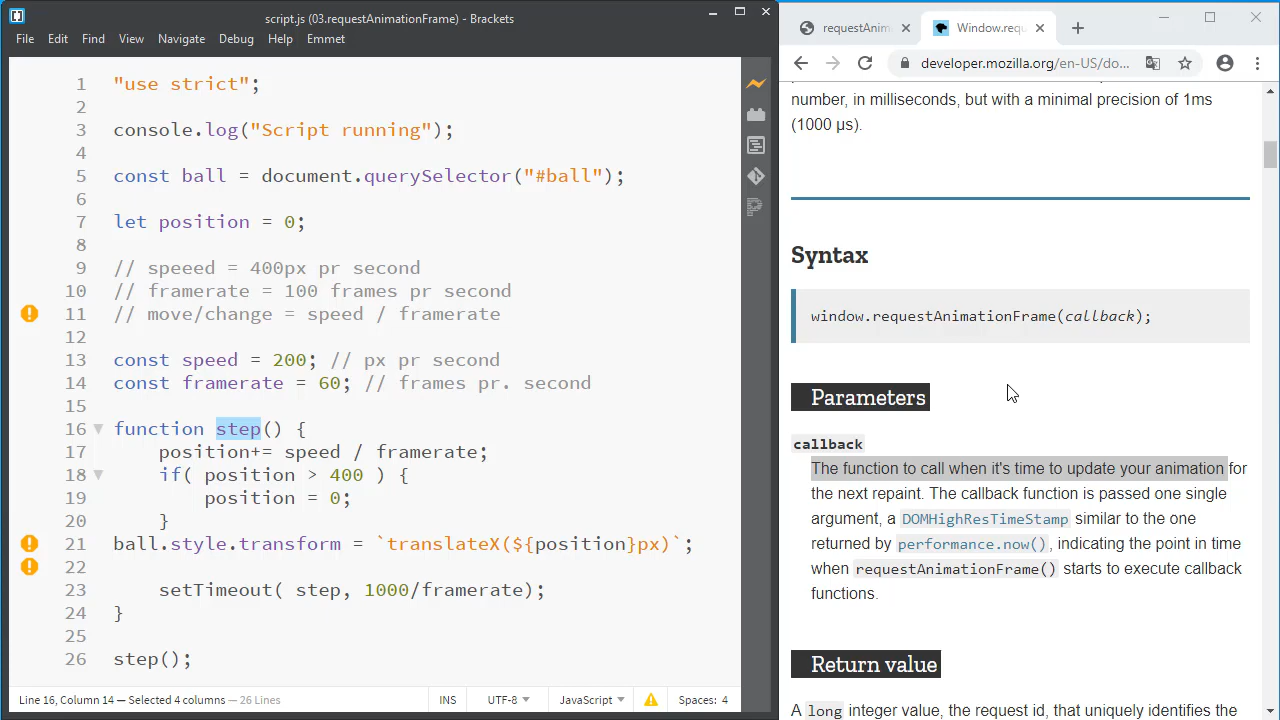 script.js (03.requestAnimationFrame) - Brackets
File Edit Find View Navigate Debug Help Emmet
1 "use strict";
2
3 console.log("Script running");
4
5 const ball = document.querySelector("#ball");
6
7 let position = 0;
8
9 // speeed = 400px pr second
10 // framerate = 100 frames pr second
11 // move/change = speed / framerate
12
13 const speed = 200; // px pr second
14 const framerate = 60; // frames pr. second
15
16 function step() {
17 position+= speed / framerate;
18 if( position > 400 ) {
19 position = 0;
20 }
21 ball.style.transform = `translateX(${position}px)`;
22
23 setTimeout( step, 1000/framerate);
24 }
25
26 step();
Line 16, Column 14 — Selected 4 columns — 26 Lines INS UTF-8 JavaScript Spaces: 4
requestAnim Window.requ
developer.mozilla.org/en-US/do...
number, in milliseconds, but with a minimal precision of 1ms
(1000 µs).
Syntax
window.requestAnimationFrame(callback);
Parameters
callback
The function to call when it's time to update your animation for
the next repaint. The callback function is passed one single
argument, a DOMHighResTimeStamp similar to the one
returned by performance.now(), indicating the point in time
when requestAnimationFrame() starts to execute callback
functions.
Return value
A long integer value, the request id, that uniquely identifies the